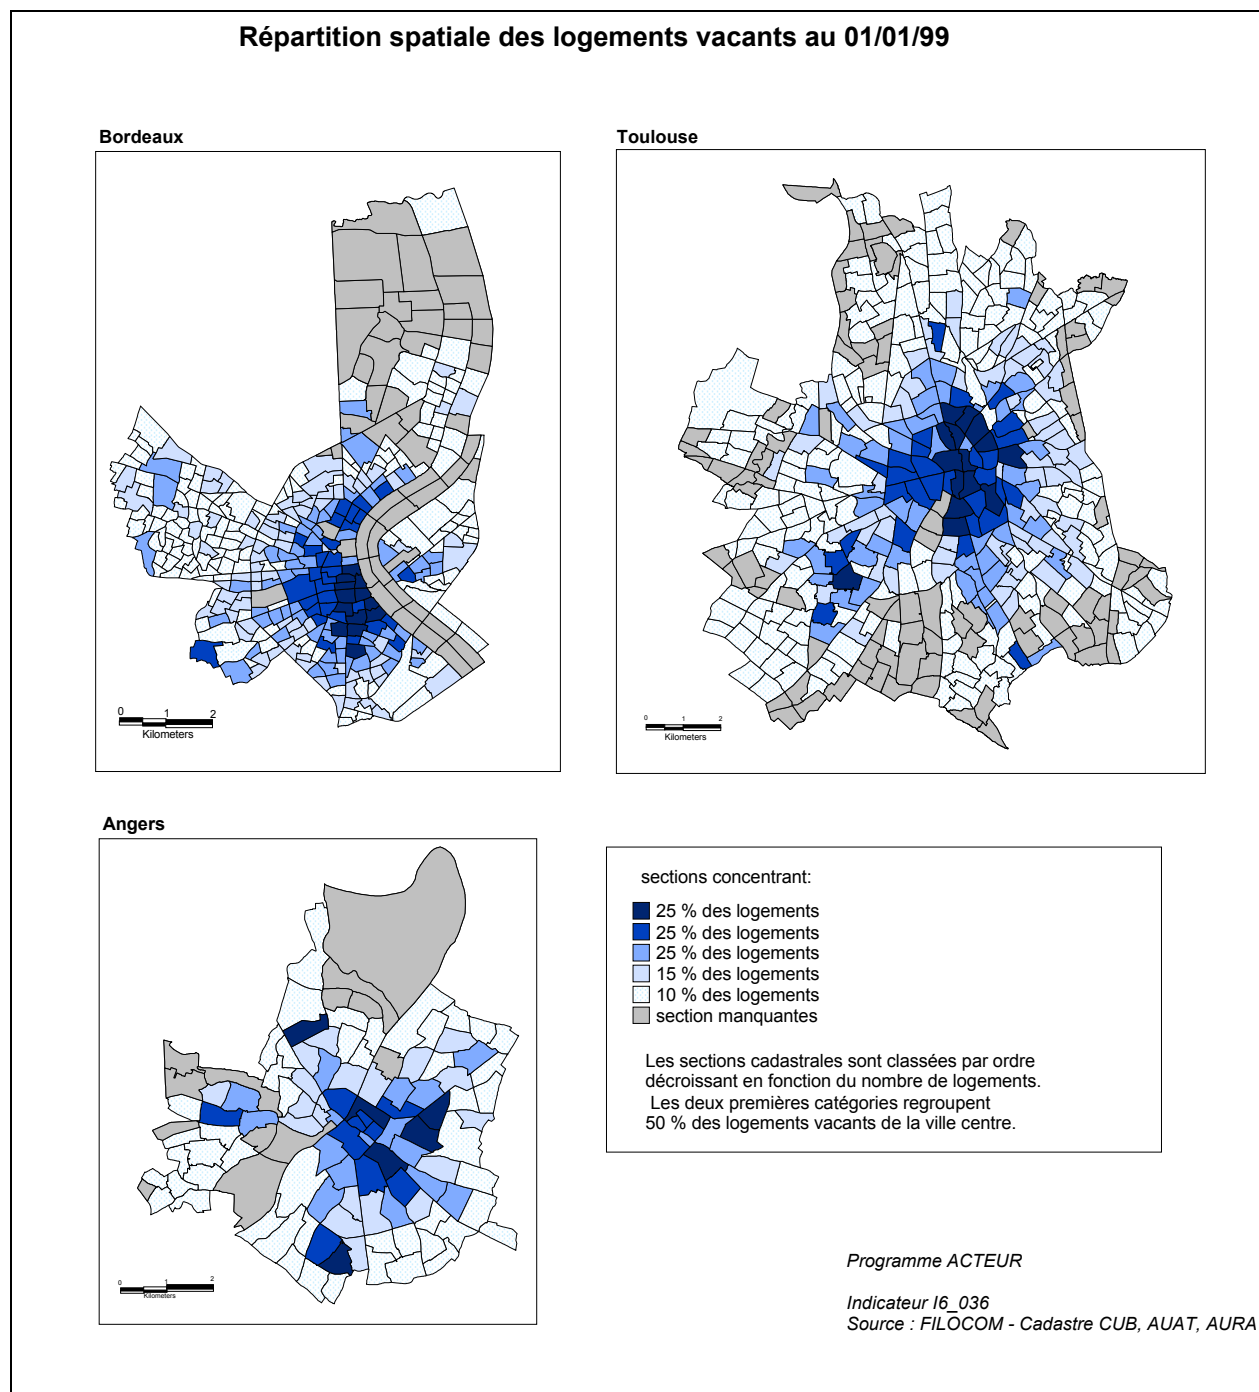 Répartition spatiale des logements vacants au 01/01/99
Bordeaux
0 1 2
Kilometers
Toulouse
0 1 2
Kilometers
Angers
0 1 2
Kilometers
sections concentrant:
25 % des logements
25 % des logements
25 % des logements
15 % des logements
10 % des logements
section manquantes
Les sections cadastrales sont classées par ordre
décroissant en fonction du nombre de logements.
Les deux premières catégories regroupent
50 % des logements vacants de la ville centre.
Programme ACTEUR
Indicateur I6_036
Source : FILOCOM - Cadastre CUB, AUAT, AURA